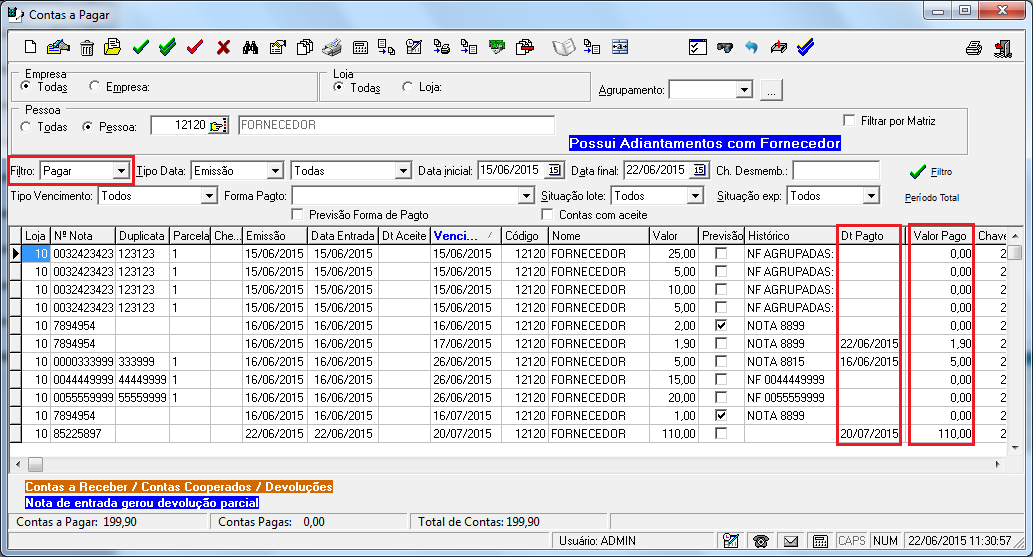 Contas a Pagar
Empresa
Todas Empresa:
Loja
Todas Loja:
Agrupamento: ...
Pessoa
Todas Pessoa: 12120 FORNECEDOR
Filtrar por Matriz
Possui Adiantamentos com Fornecedor
Filtro: Pagar Tipo Data: Emissão Todas Data inicial: 15/06/2015 15 Data final: 22/06/2015 15 Ch. Desmemb.: Filtro
Tipo Vencimento: Todos Forma Pagto: Situação lote: Todos Situação exp: Todos Período Total
Previsão Forma de Pagto Contas com aceite
Loja Nº Nota Duplicata Parcela Che... Emissão Data Entrada Dt Aceite Venci... Código Nome Valor Previsão Histórico Dt Pagto Valor Pago Chave
10 0032423423 123123 1 15/06/2015 15/06/2015 15/06/2015 12120 FORNECEDOR 25,00 NF AGRUPADAS: 0,00 2
10 0032423423 123123 1 15/06/2015 15/06/2015 15/06/2015 12120 FORNECEDOR 5,00 NF AGRUPADAS: 0,00 2
10 0032423423 123123 1 15/06/2015 15/06/2015 15/06/2015 12120 FORNECEDOR 10,00 NF AGRUPADAS: 0,00 2
10 0032423423 123123 1 15/06/2015 15/06/2015 15/06/2015 12120 FORNECEDOR 5,00 NF AGRUPADAS: 0,00 2
10 7894954 16/06/2015 16/06/2015 16/06/2015 12120 FORNECEDOR 2,00 NOTA 8899 0,00 2
10 7894954 16/06/2015 16/06/2015 17/06/2015 12120 FORNECEDOR 1,90 NOTA 8899 22/06/2015 1,90 2
10 0000333999 333999 1 16/06/2015 16/06/2015 26/06/2015 12120 FORNECEDOR 5,00 NOTA 8815 16/06/2015 5,00 2
10 0044449999 44449999 1 16/06/2015 16/06/2015 26/06/2015 12120 FORNECEDOR 15,00 NF 0044449999 0,00 2
10 0055559999 55559999 1 16/06/2015 16/06/2015 26/06/2015 12120 FORNECEDOR 20,00 NF 0055559999 0,00 2
10 7894954 16/06/2015 16/06/2015 16/07/2015 12120 FORNECEDOR 1,00 NOTA 8899 0,00 2
10 85225897 22/06/2015 22/06/2015 20/07/2015 12120 FORNECEDOR 110,00 20/07/2015 110,00 2
Contas a Receber / Contas Cooperados / Devoluções
Nota de entrada gerou devolução parcial
Contas a Pagar: 199,90 Contas Pagas: 0,00 Total de Contas: 199,90
Usuário: ADMIN CAPS NUM 22/06/2015 11:30:57